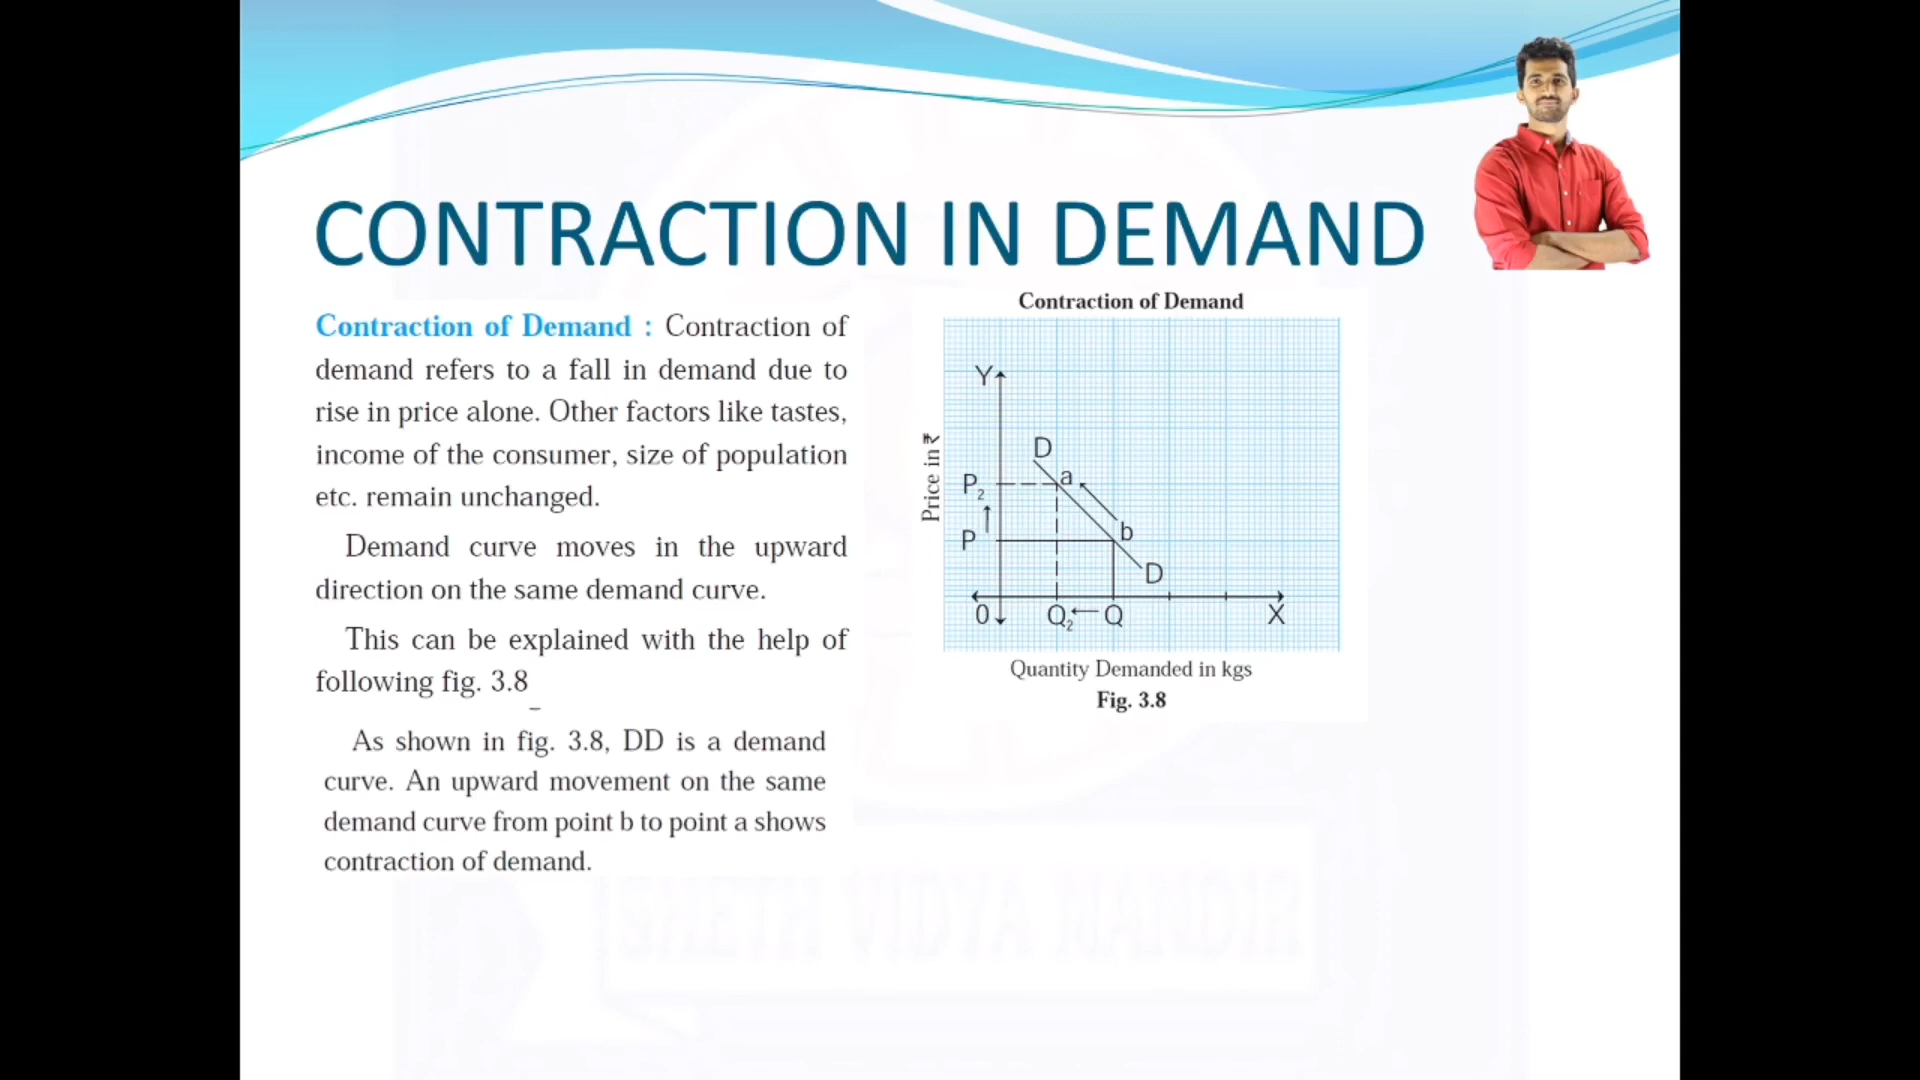 CONTRACTION IN DEMAND
Contraction of Demand : Contraction of
demand refers to a fall in demand due to
rise in price alone. Other factors like tastes,
income of the consumer, size of population
etc. remain unchanged.
Demand curve moves in the upward
direction on the same demand curve.
This can be explained with the help of
following fig. 3.8
As shown in fig. 3.8, DD is a demand
curve. An upward movement on the same
demand curve from point b to point a shows
contraction of demand.
Contraction of Demand
Y
Price in ₹
D
a
P₂
b
P
D
0
Q₂
Q
X
Quantity Demanded in kgs
Fig. 3.8
SHETH VIDYA MANDIR